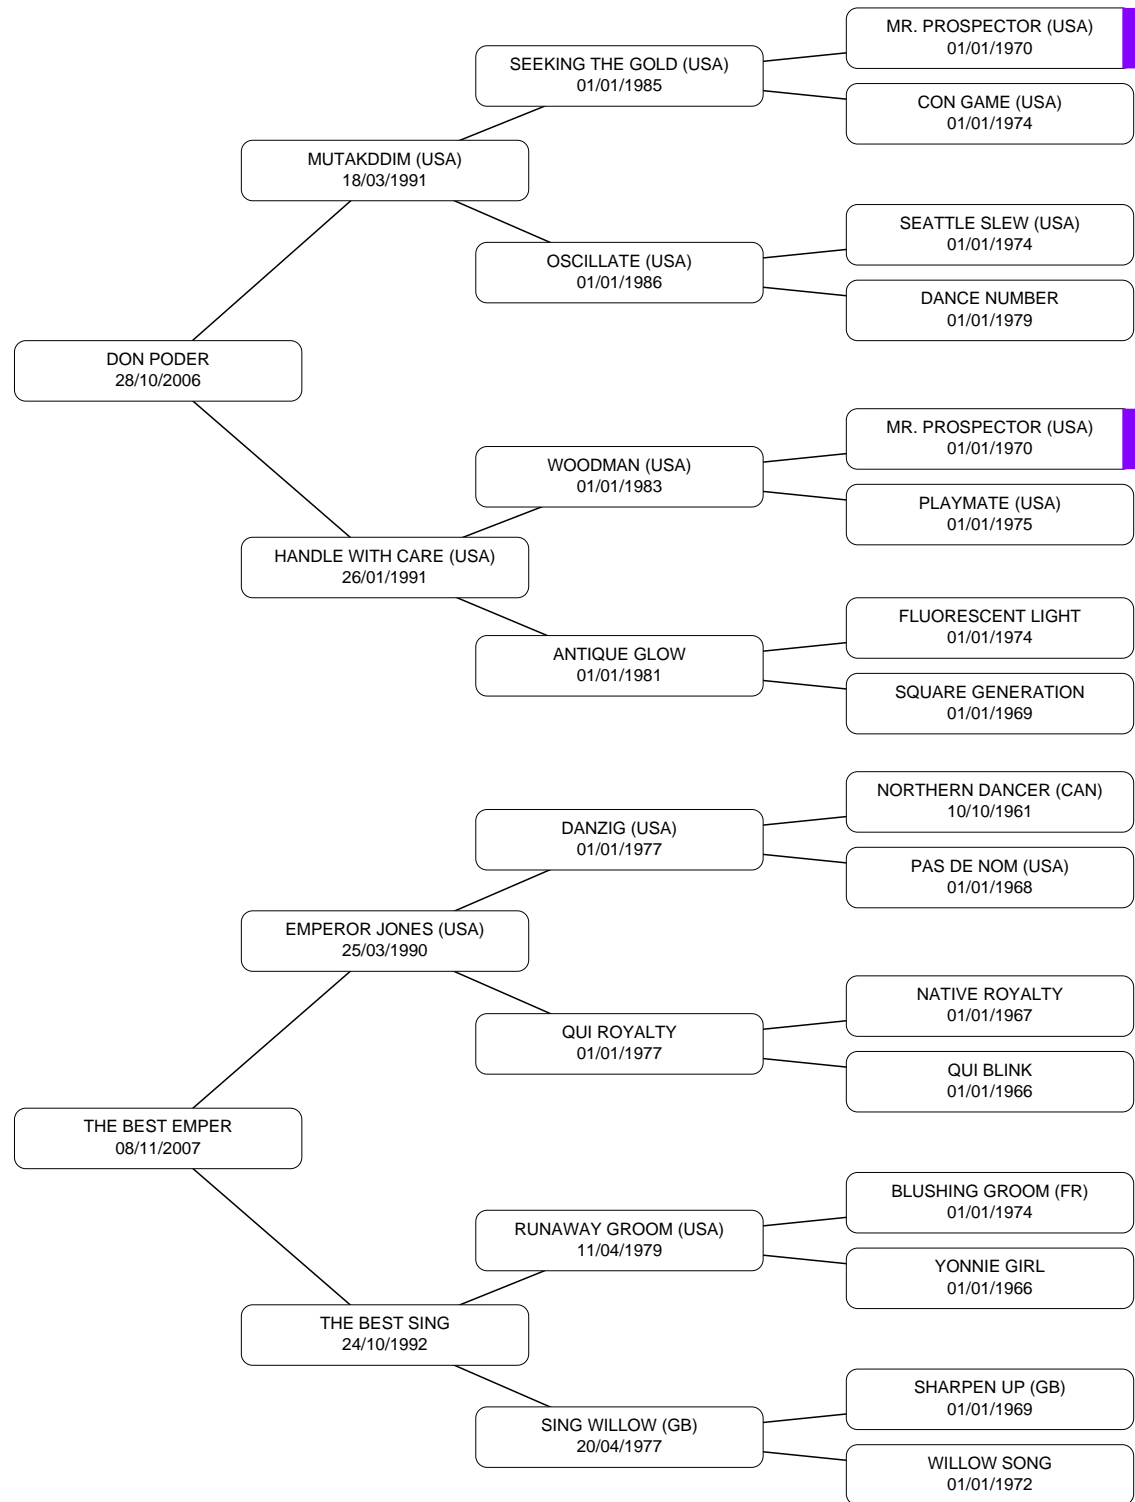 MR. PROSPECTOR (USA)
01/01/1970
SEEKING THE GOLD (USA)
01/01/1985
CON GAME (USA)
01/01/1974
MUTAKDDIM (USA)
18/03/1991
SEATTLE SLEW (USA)
01/01/1974
OSCILLATE (USA)
01/01/1986
DANCE NUMBER
01/01/1979
DON PODER
28/10/2006
MR. PROSPECTOR (USA)
01/01/1970
WOODMAN (USA)
01/01/1983
PLAYMATE (USA)
01/01/1975
HANDLE WITH CARE (USA)
26/01/1991
FLUORESCENT LIGHT
01/01/1974
ANTIQUE GLOW
01/01/1981
SQUARE GENERATION
01/01/1969
NORTHERN DANCER (CAN)
10/10/1961
DANZIG (USA)
01/01/1977
PAS DE NOM (USA)
01/01/1968
EMPEROR JONES (USA)
25/03/1990
NATIVE ROYALTY
01/01/1967
QUI ROYALTY
01/01/1977
QUI BLINK
01/01/1966
THE BEST EMPER
08/11/2007
BLUSHING GROOM (FR)
01/01/1974
RUNAWAY GROOM (USA)
11/04/1979
YONNIE GIRL
01/01/1966
THE BEST SING
24/10/1992
SHARPEN UP (GB)
01/01/1969
SING WILLOW (GB)
20/04/1977
WILLOW SONG
01/01/1972